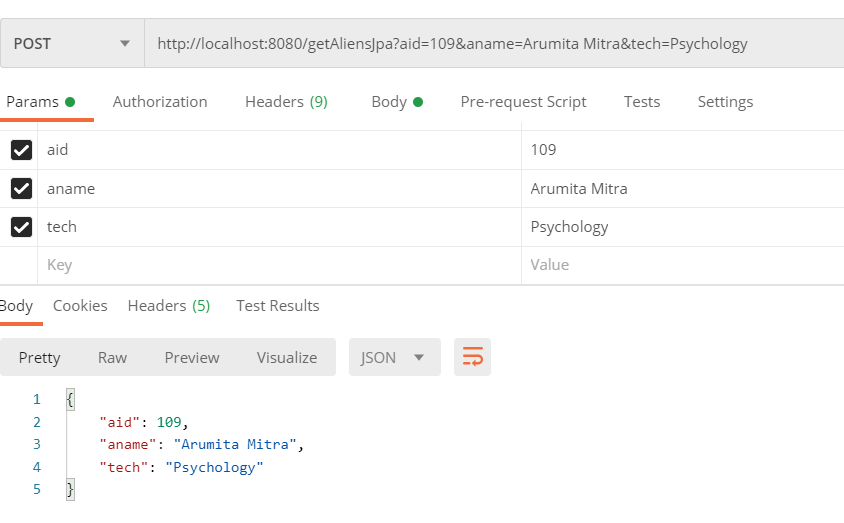 POST http://localhost:8080/getAliensJpa?aid=109&aname=Arumita Mitra&tech=Psychology
Params Authorization Headers (9) Body Pre-request Script Tests Settings
aid 109
aname Arumita Mitra
tech Psychology
Key Value
Body Cookies Headers (5) Test Results
Pretty Raw Preview Visualize JSON
1 {
2 "aid": 109,
3 "aname": "Arumita Mitra",
4 "tech": "Psychology"
5 }